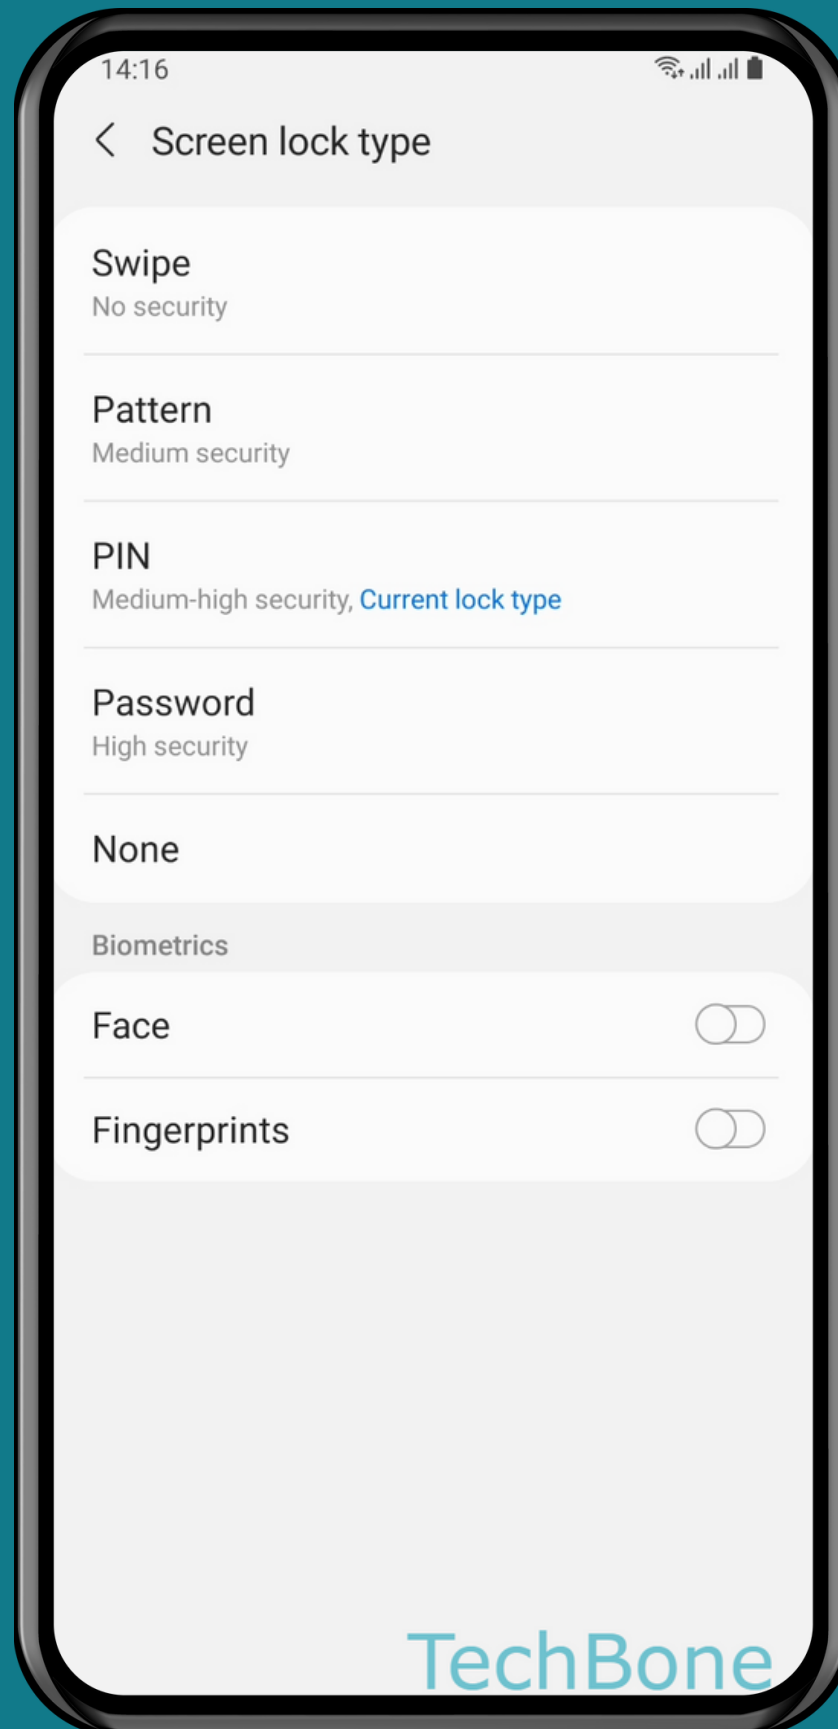 14:16
Screen lock type
Swipe
No security
Pattern
Medium security
PIN
Medium-high security, Current lock type
Password
High security
None
Biometrics
Face
Fingerprints
TechBone